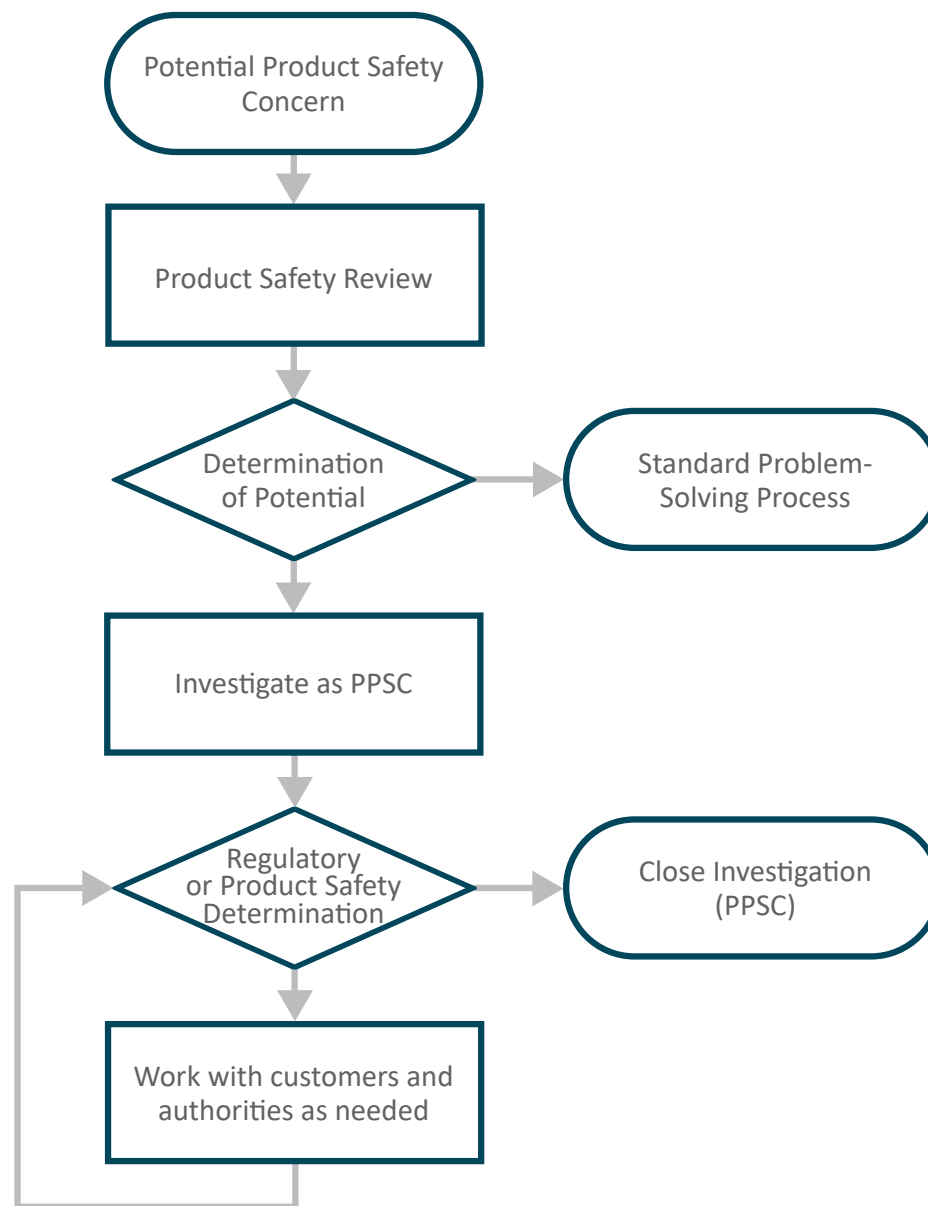 Potential Product Safety
Concern
Product Safety Review
Determination
of Potential
Standard Problem-
Solving Process
Investigate as PPSC
Regulatory
or Product Safety
Determination
Close Investigation
(PPSC)
Work with customers and
authorities as needed